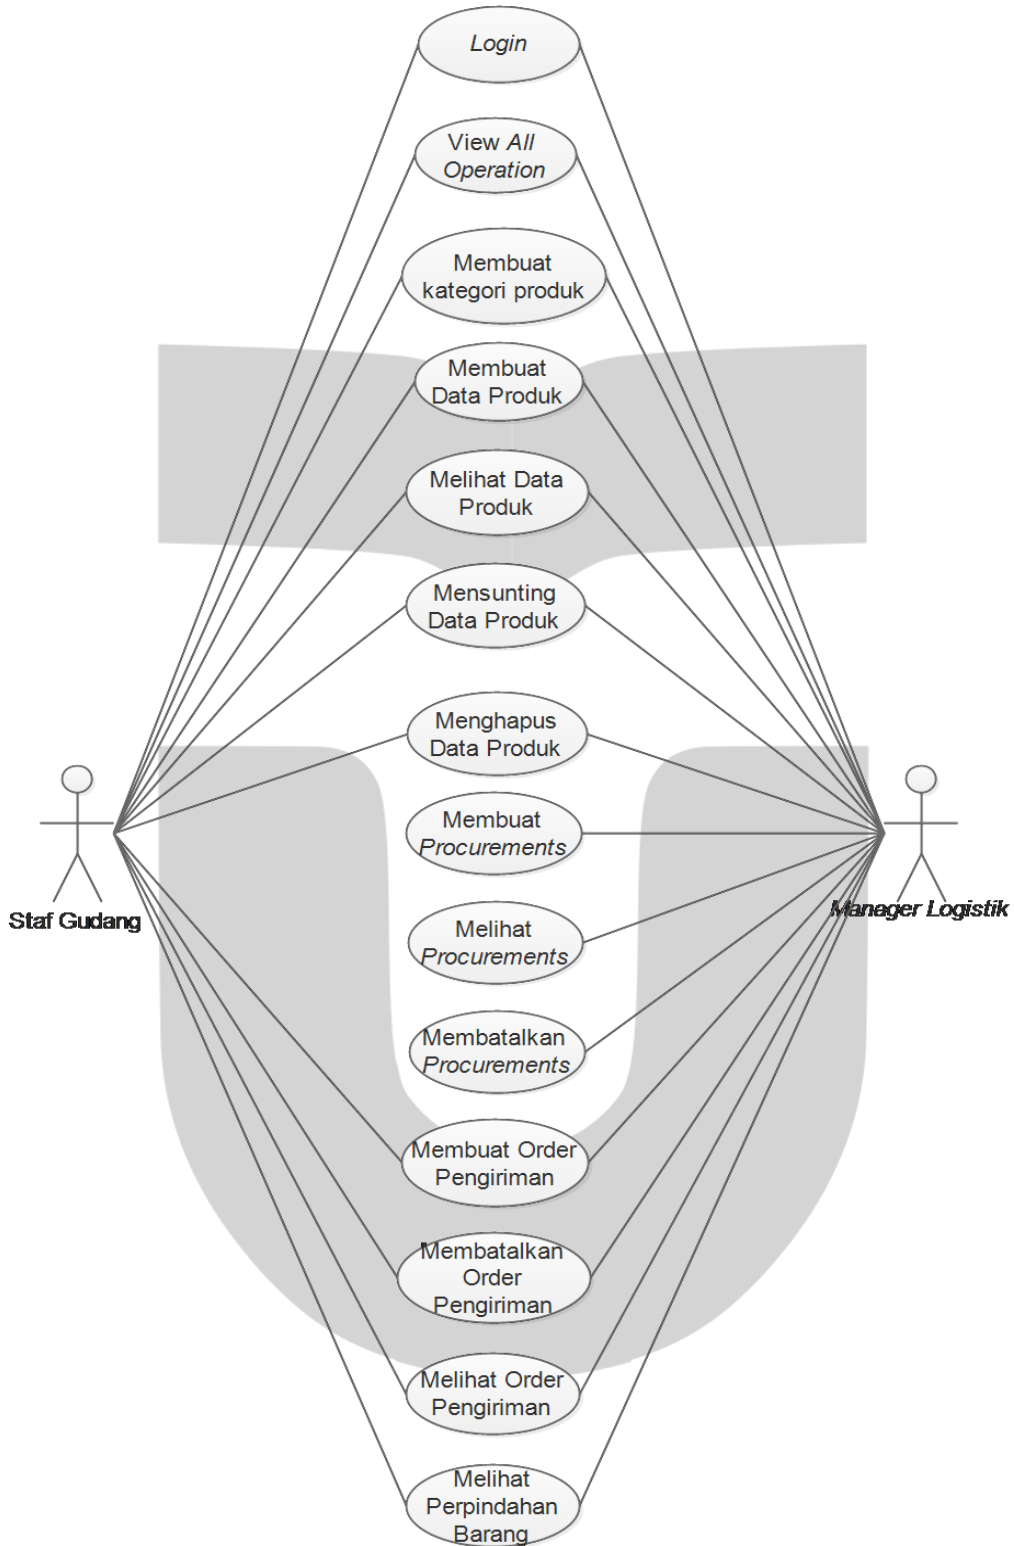 Login
View All
Operation
Membuat
kategori produk
Membuat
Data Produk
Melihat Data
Produk
Mensunting
Data Produk
Menghapus
Data Produk
Membuat
Procurements
Staf Gudang
Manager Logistik
Melihat
Procurements
Membatalkan
Procurements
Membuat Order
Pengiriman
Membatalkan
Order
Pengiriman
Melihat Order
Pengiriman
Melihat
Perpindahan
Barang